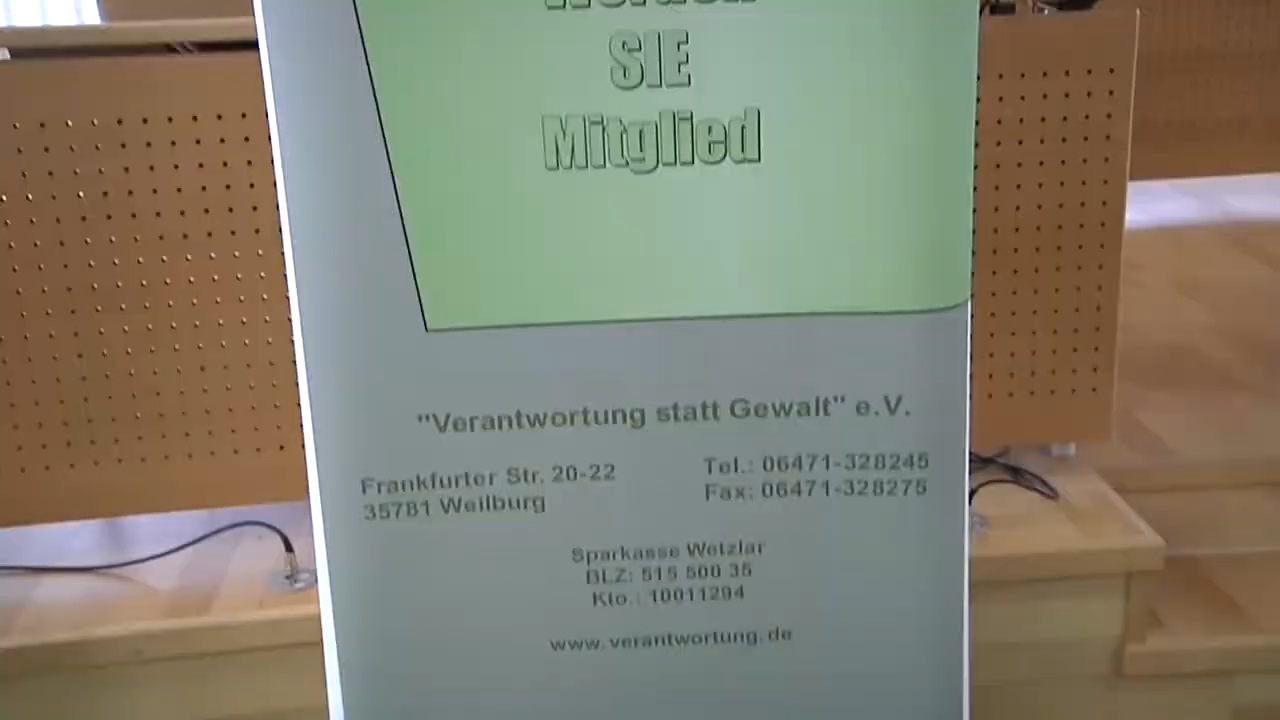 Werden
SIE
Mitglied
"Verantwortung statt Gewalt" e.V.
Frankfurter Str. 20-22
35781 Weilburg
Tel.: 06471-328245
Fax: 06471-328275
Sparkasse Wetzlar
BLZ: 515 500 35
Kto.: 10011294
www.verantwortung.de